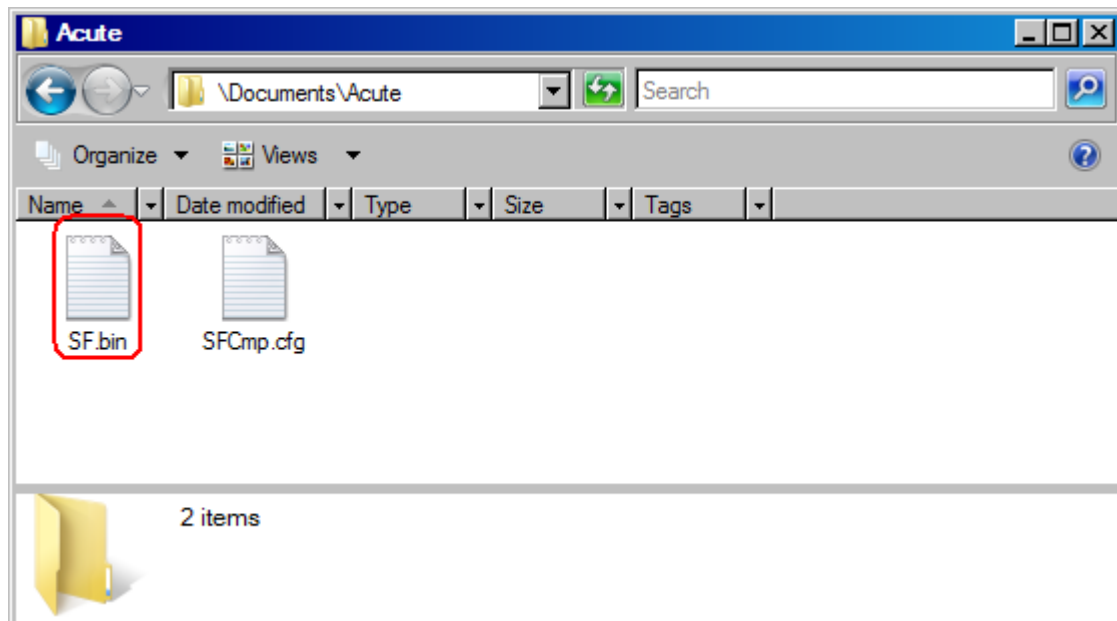 Acute
\Documents\Acute Search
Organize Views
Name Date modified Type Size Tags
SF.bin SFCmp.cfg
2 items